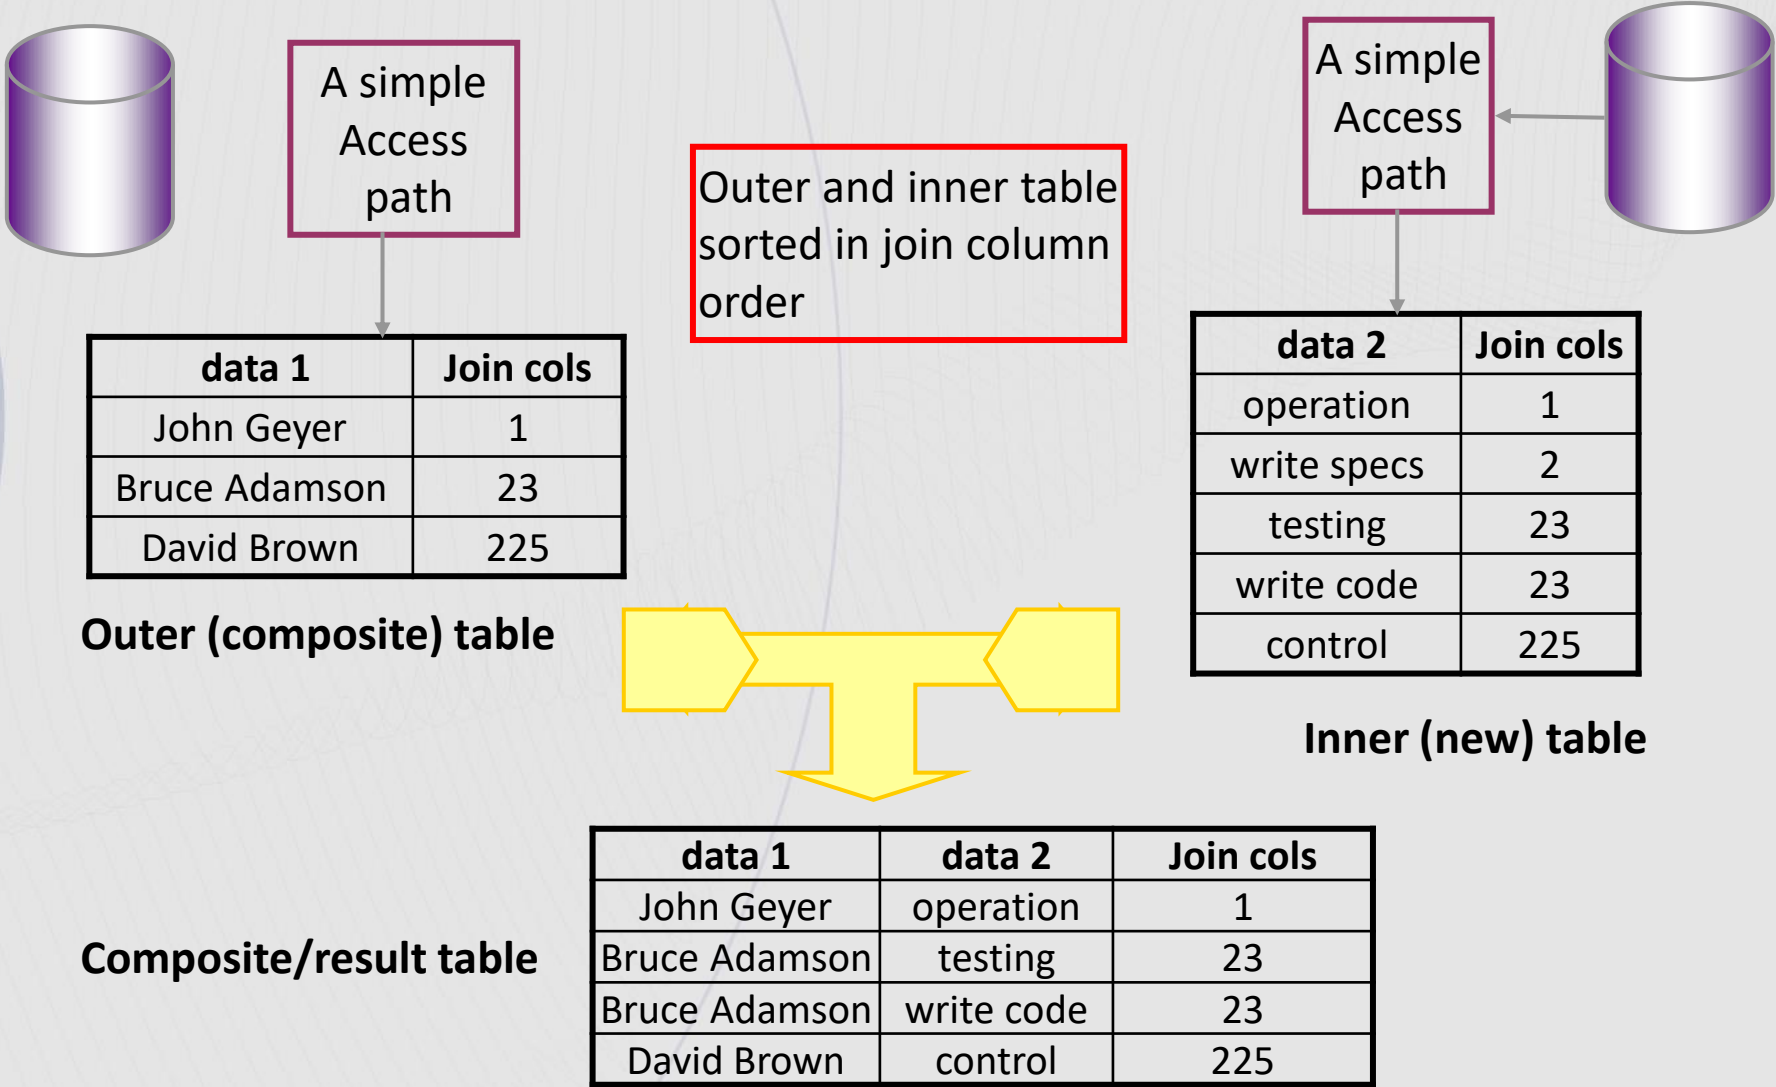 A simple
Access
path
A simple
Access
path
Outer and inner table
sorted in join column
order
data 1 Join cols
John Geyer 1
Bruce Adamson 23
David Brown 225
Outer (composite) table
data 2 Join cols
operation 1
write specs 2
testing 23
write code 23
control 225
Inner (new) table
Composite/result table
data 1 data 2 Join cols
John Geyer operation 1
Bruce Adamson testing 23
Bruce Adamson write code 23
David Brown control 225